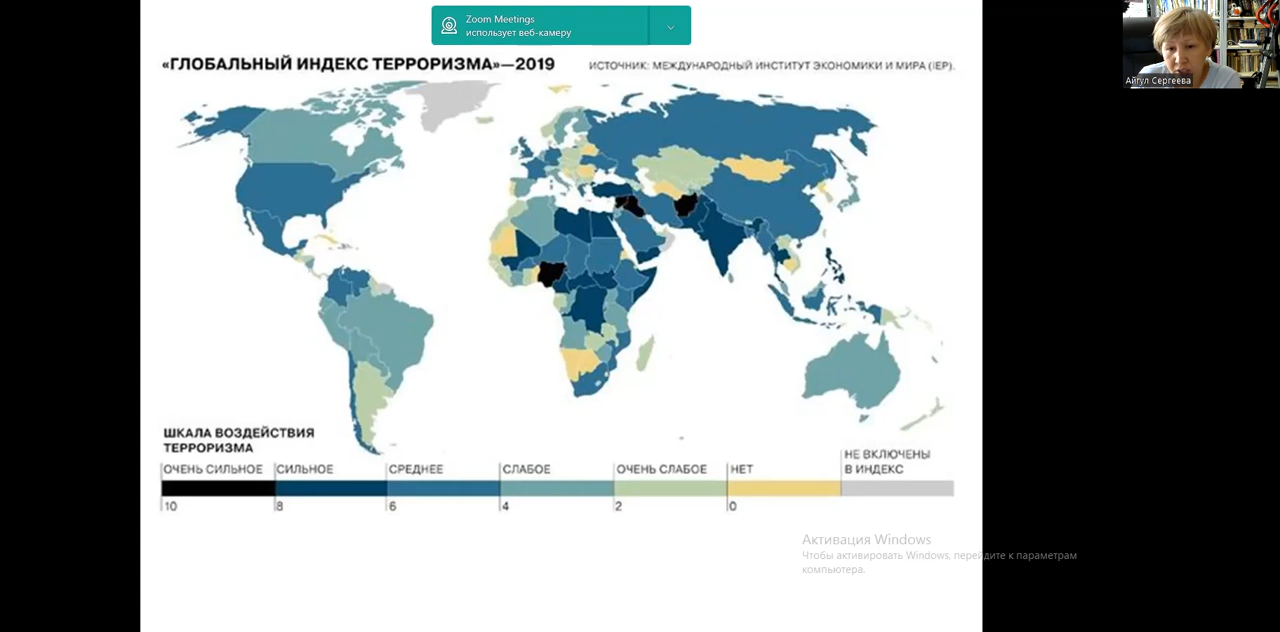 Zoom Meetings
использует веб-камеру
Айгул Сергеева
«ГЛОБАЛЬНЫЙ ИНДЕКС ТЕРРОРИЗМА»—2019
ИСТОЧНИК: МЕЖДУНАРОДНЫЙ ИНСТИТУТ ЭКОНОМИКИ И МИРА (IEP).
ШКАЛА ВОЗДЕЙСТВИЯ
ТЕРРОРИЗМА
ОЧЕНЬ СИЛЬНОЕ СИЛЬНОЕ СРЕДНЕЕ СЛАБОЕ ОЧЕНЬ СЛАБОЕ НЕТ НЕ ВКЛЮЧЕНЫ
В ИНДЕКС
10 8 6 4 2 0
Активация Windows
Чтобы активировать Windows, перейдите к параметрам
компьютера.